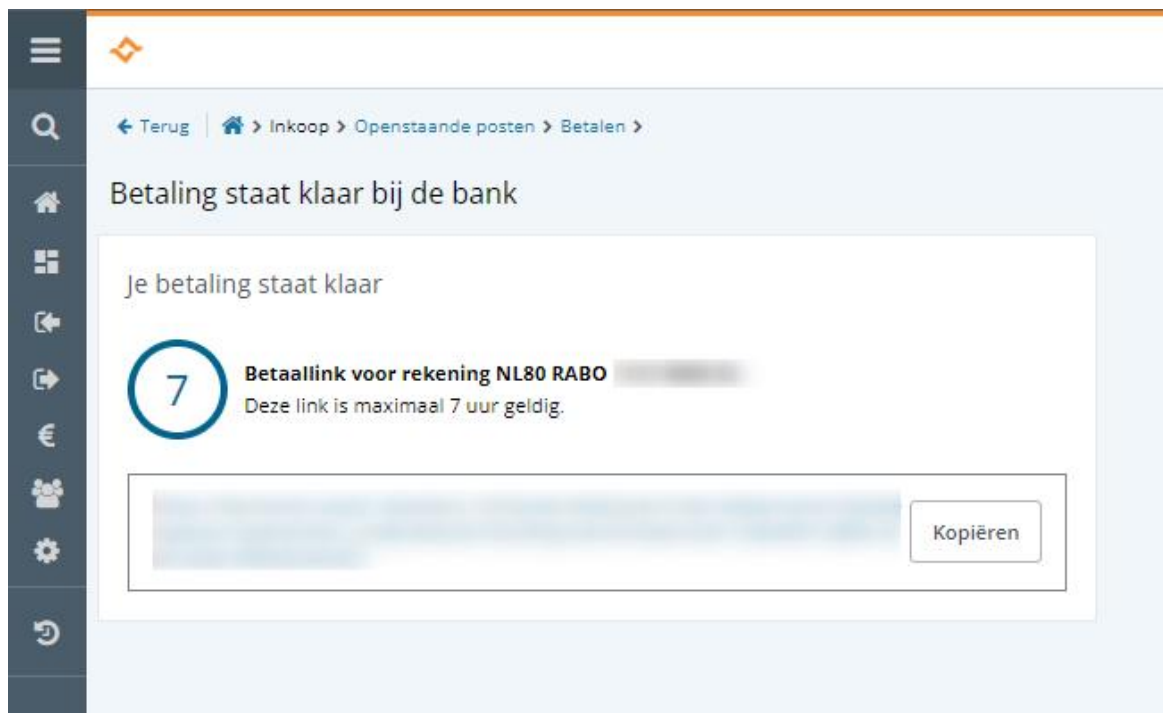 Terug
Inkoop > Openstaande posten > Betalen >
Betaling staat klaar bij de bank
Je betaling staat klaar
7
Betaallink voor rekening NL80 RABO
Deze link is maximaal 7 uur geldig.
Kopiëren